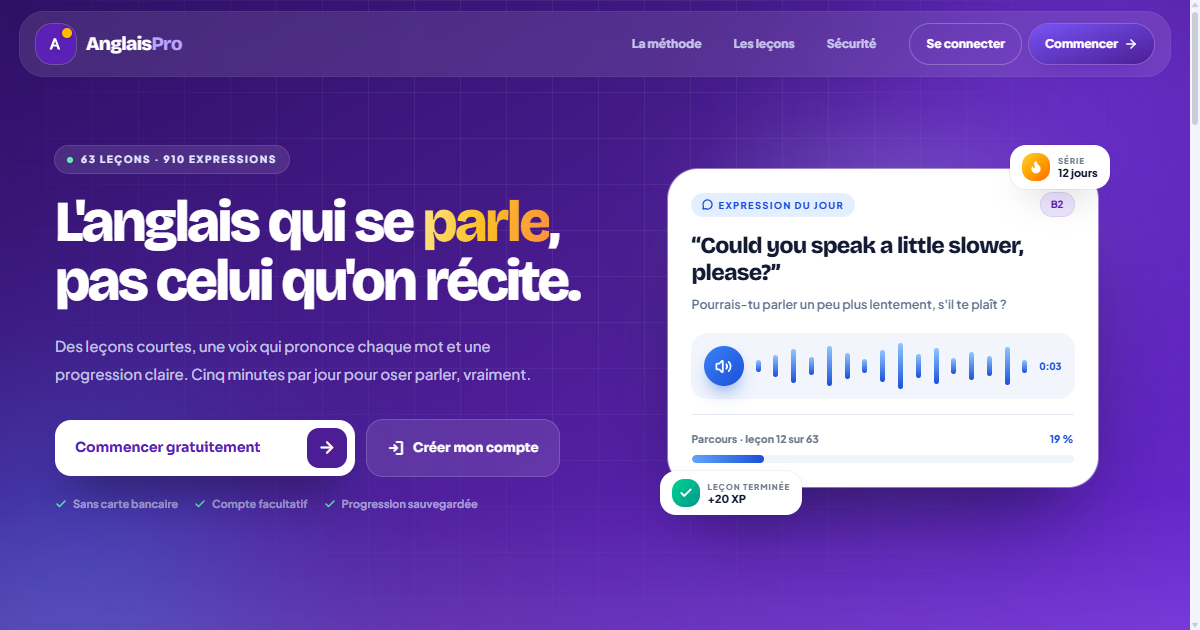 A
AnglaisPro
La méthode
Les leçons
Sécurité
Se connecter
Commencer →
63 LEÇONS · 910 EXPRESSIONS
L'anglais qui se parle,
pas celui qu'on récite.
Des leçons courtes, une voix qui prononce chaque mot et une
progression claire. Cinq minutes par jour pour oser parler, vraiment.
Commencer gratuitement
Créer mon compte
Sans carte bancaire
Compte facultatif
Progression sauvegardée
SÉRIE
12 jours
EXPRESSION DU JOUR
B2
“Could you speak a little slower,
please?”
Pourrais-tu parler un peu plus lentement, s'il te plaît ?
0:03
Parcours · leçon 12 sur 63
19 %
LEÇON TERMINÉE
+20 XP